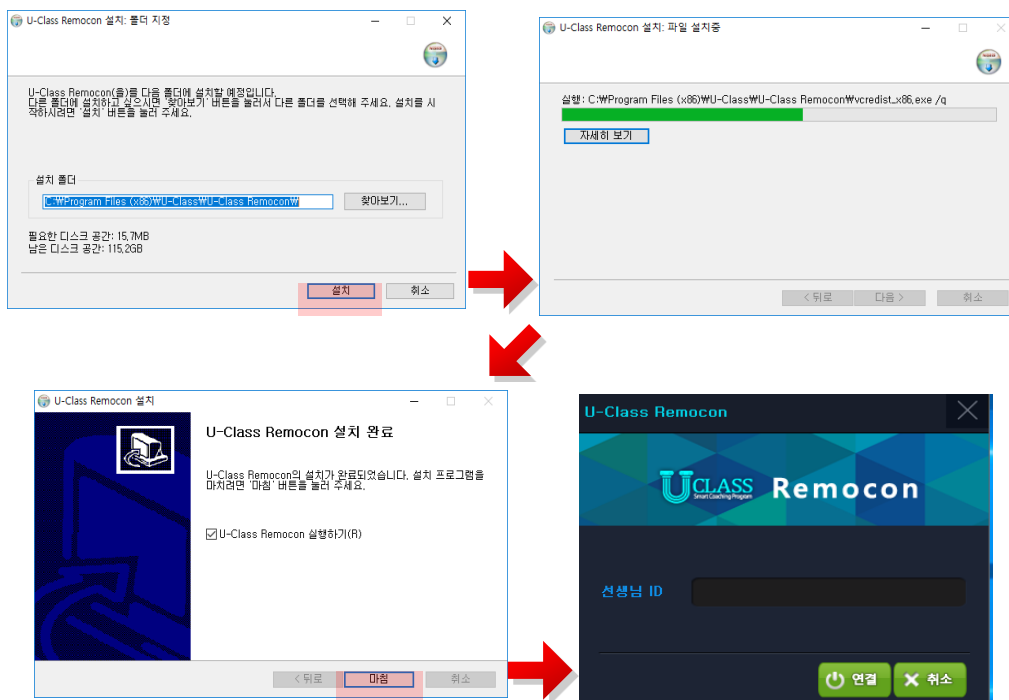 U-Class Remocon 설치: 폴더 지정
U-Class Remocon(을)를 다음 폴더에 설치할 예정입니다.
다른 폴더에 설치하고 싶으시면 '찾아보기' 버튼을 눌러서 다른 폴더를 선택해 주세요. 설치를 시
작하시려면 '설치' 버튼을 눌러 주세요.
설치 폴더
C:₩Program Files (x86)₩U-Class₩U-Class Remocon₩
찾아보기...
필요한 디스크 공간: 15,7MB
남은 디스크 공간: 115,2GB
설치
취소
U-Class Remocon 설치: 파일 설치중
실행: C:₩Program Files (x86)₩U-Class₩U-Class Remocon₩vcredist_x86,exe /q
자세히 보기
< 뒤로
다음 >
취소
U-Class Remocon 설치
U-Class Remocon 설치 완료
U-Class Remocon의 설치가 완료되었습니다. 설치 프로그램을
마치려면 '마침' 버튼을 눌러 주세요.
U-Class Remocon 실행하기(R)
< 뒤로
마침
취소
U-Class Remocon
UCLASS Remocon
Smart Coaching Program
선생님 ID
연결
취소